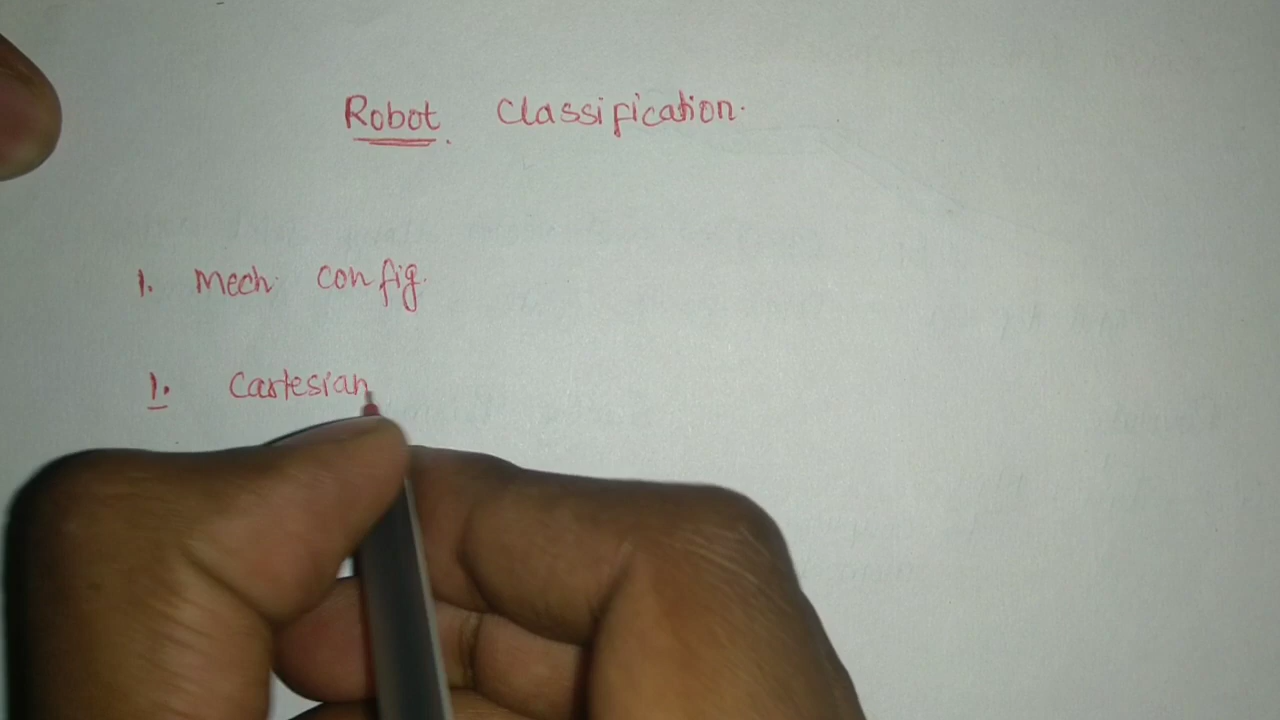 Robot. Classification.
1. Mech. config.
1. Cartesian